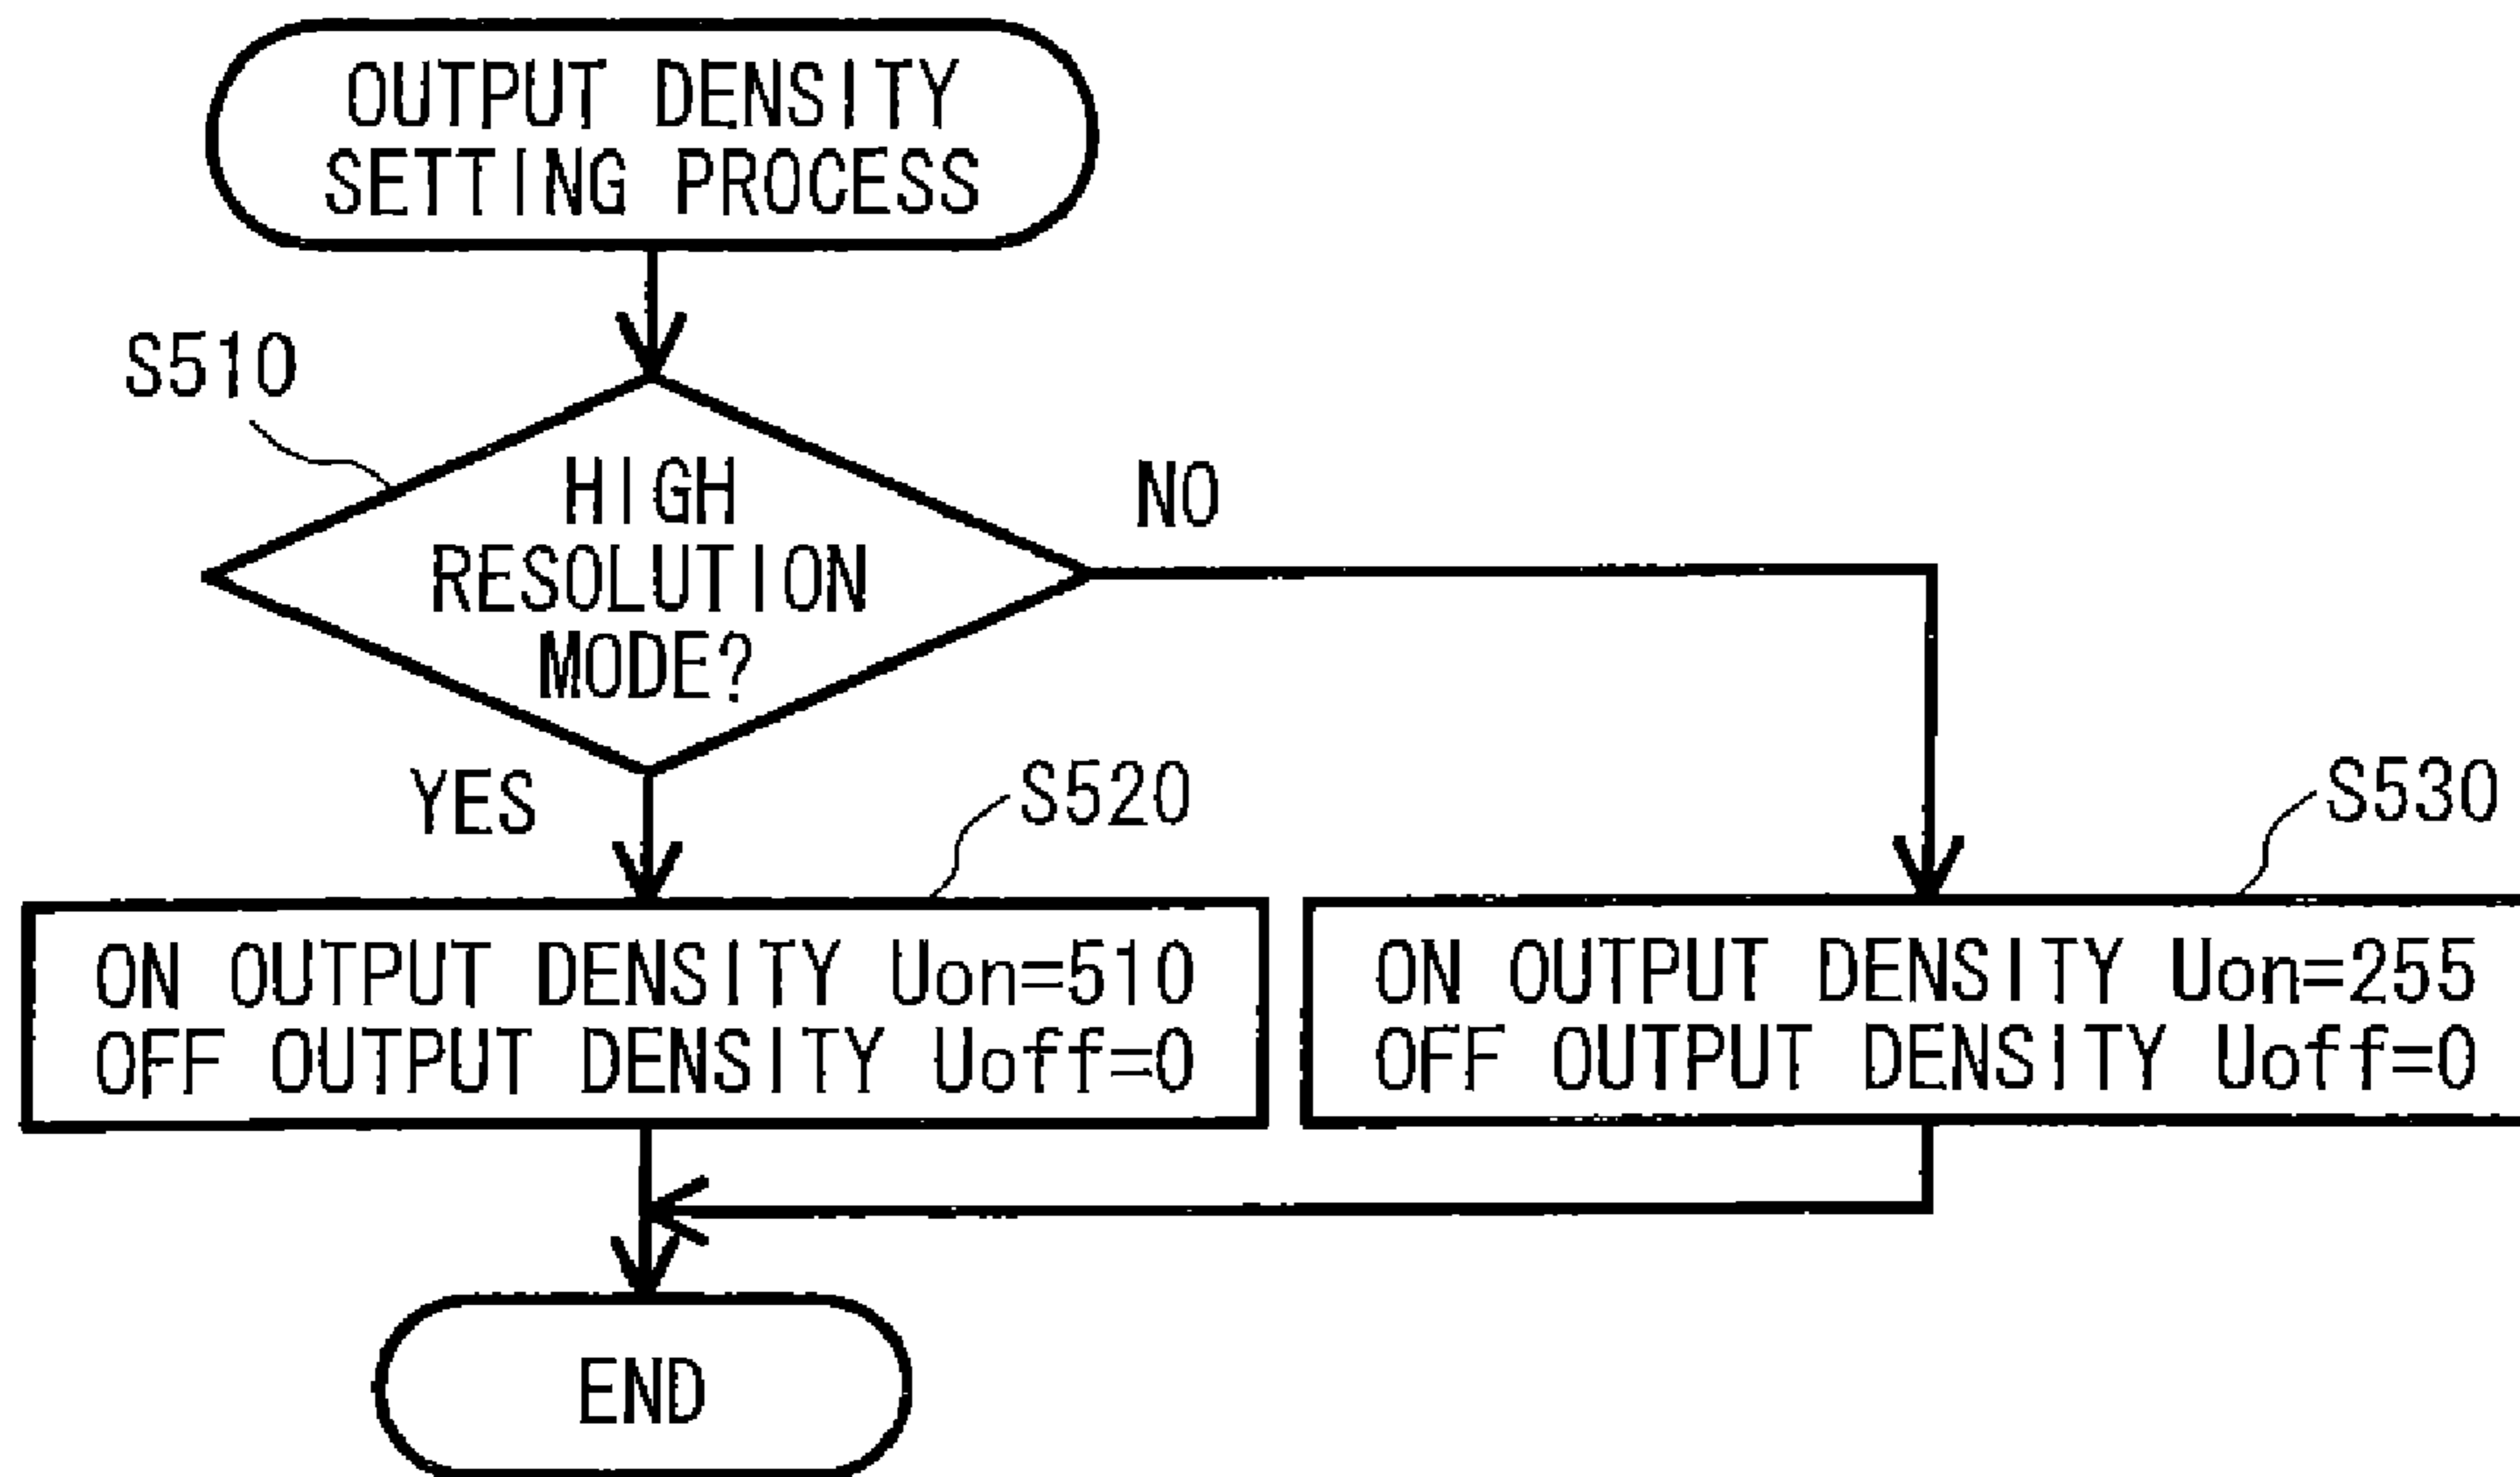 OUTPUT DENSITY
SETTING PROCESS
S510
HIGH
RESOLUTION
MODE?
NO
YES
S520
S530
ON OUTPUT DENSITY Uon=510
OFF OUTPUT DENSITY Uoff=0
ON OUTPUT DENSITY Uon=255
OFF OUTPUT DENSITY Uoff=0
END